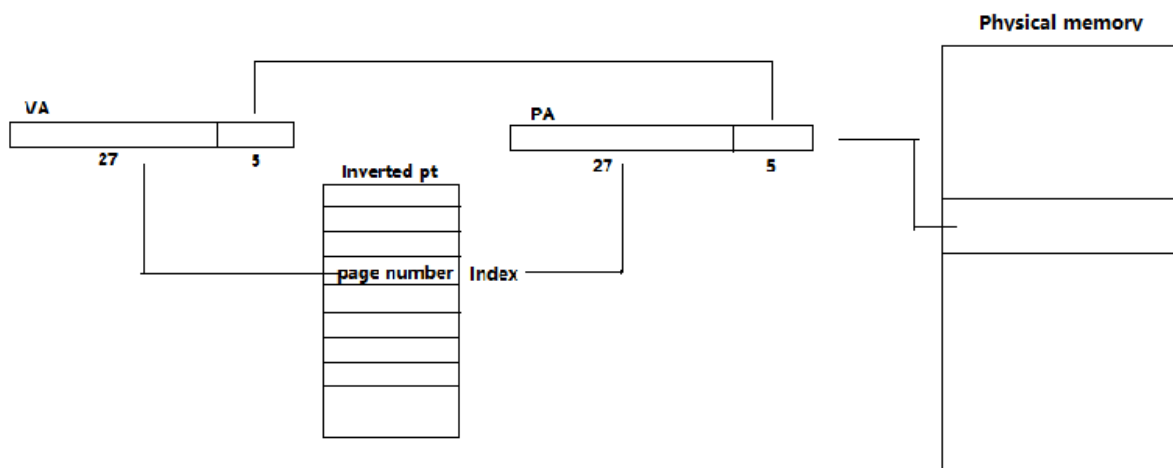 Physical memory
VA
PA
27
5
27
5
Inverted pt
page number
Index